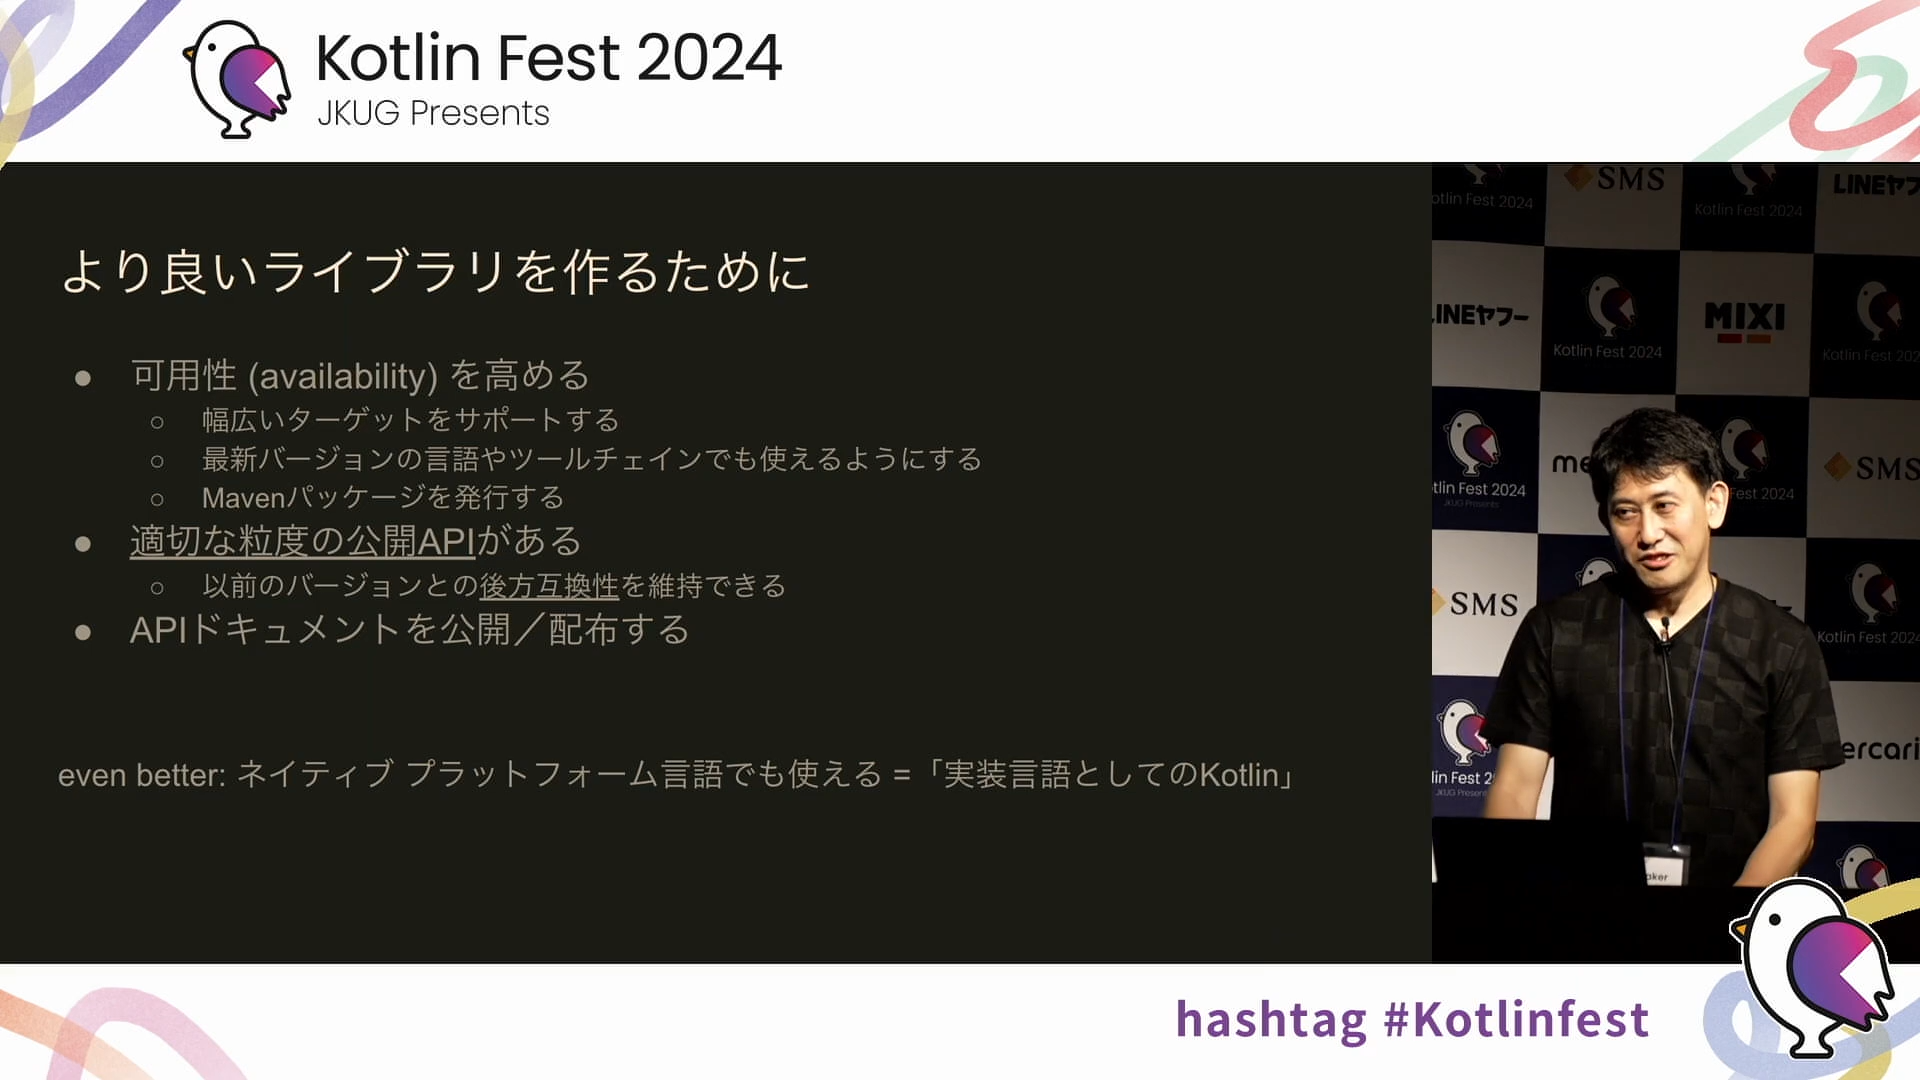 Kotlin Fest 2024
JKUG Presents
より良いライブラリを作るために
● 可用性 (availability) を高める
○ 幅広いターゲットをサポートする
○ 最新バージョンの言語やツールチェインでも使えるようにする
○ Mavenパッケージを発行する
● 適切な粒度の公開APIがある
○ 以前のバージョンとの後方互換性を維持できる
● APIドキュメントを公開／配布する
even better: ネイティブ プラットフォーム言語でも使える =「実装言語としてのKotlin」
SMS
Kotlin Fest 2024
LINEヤフー
Kotlin Fest 2024
MIXI
SMS
Kotlin Fest 2024
SMS
hashtag #Kotlinfest